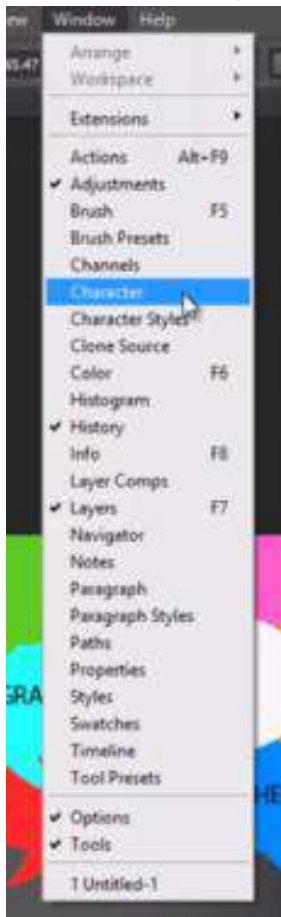 Window Help
Arrange
Workspace
Extensions
Actions Alt+F9
✔ Adjustments
Brush F5
Brush Presets
Channels
Character
Character Styles
Clone Source
Color F6
Histogram
✔ History
Info F8
Layer Comps
✔ Layers F7
Navigator
Notes
Paragraph
Paragraph Styles
Paths
Properties
Styles
Swatches
Timeline
Tool Presets
✔ Options
✔ Tools
1 Untitled-1
GRA
HE